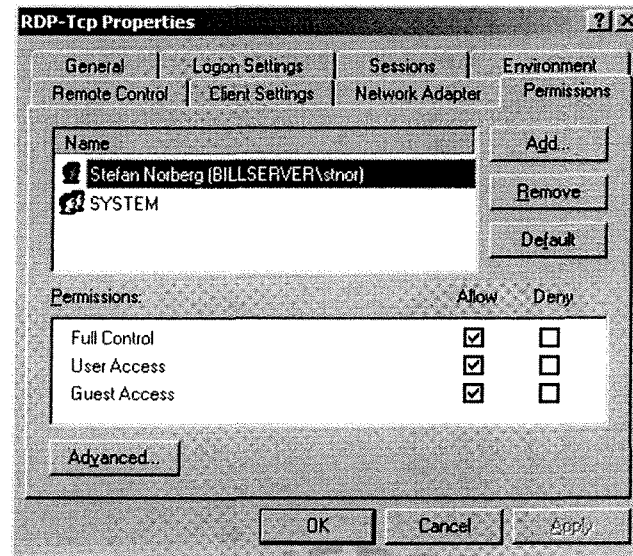 RDP-Tcp Properties ? X
General Logon Settings Sessions Environment
Remote Control Client Settings Network Adapter Permissions
Name
Stefan Norberg (BILLSERVER\stnor)
SYSTEM
Add...
Remove
Default
Permissions: Allow Deny
Full Control
User Access
Guest Access
Advanced...
OK Cancel Apply